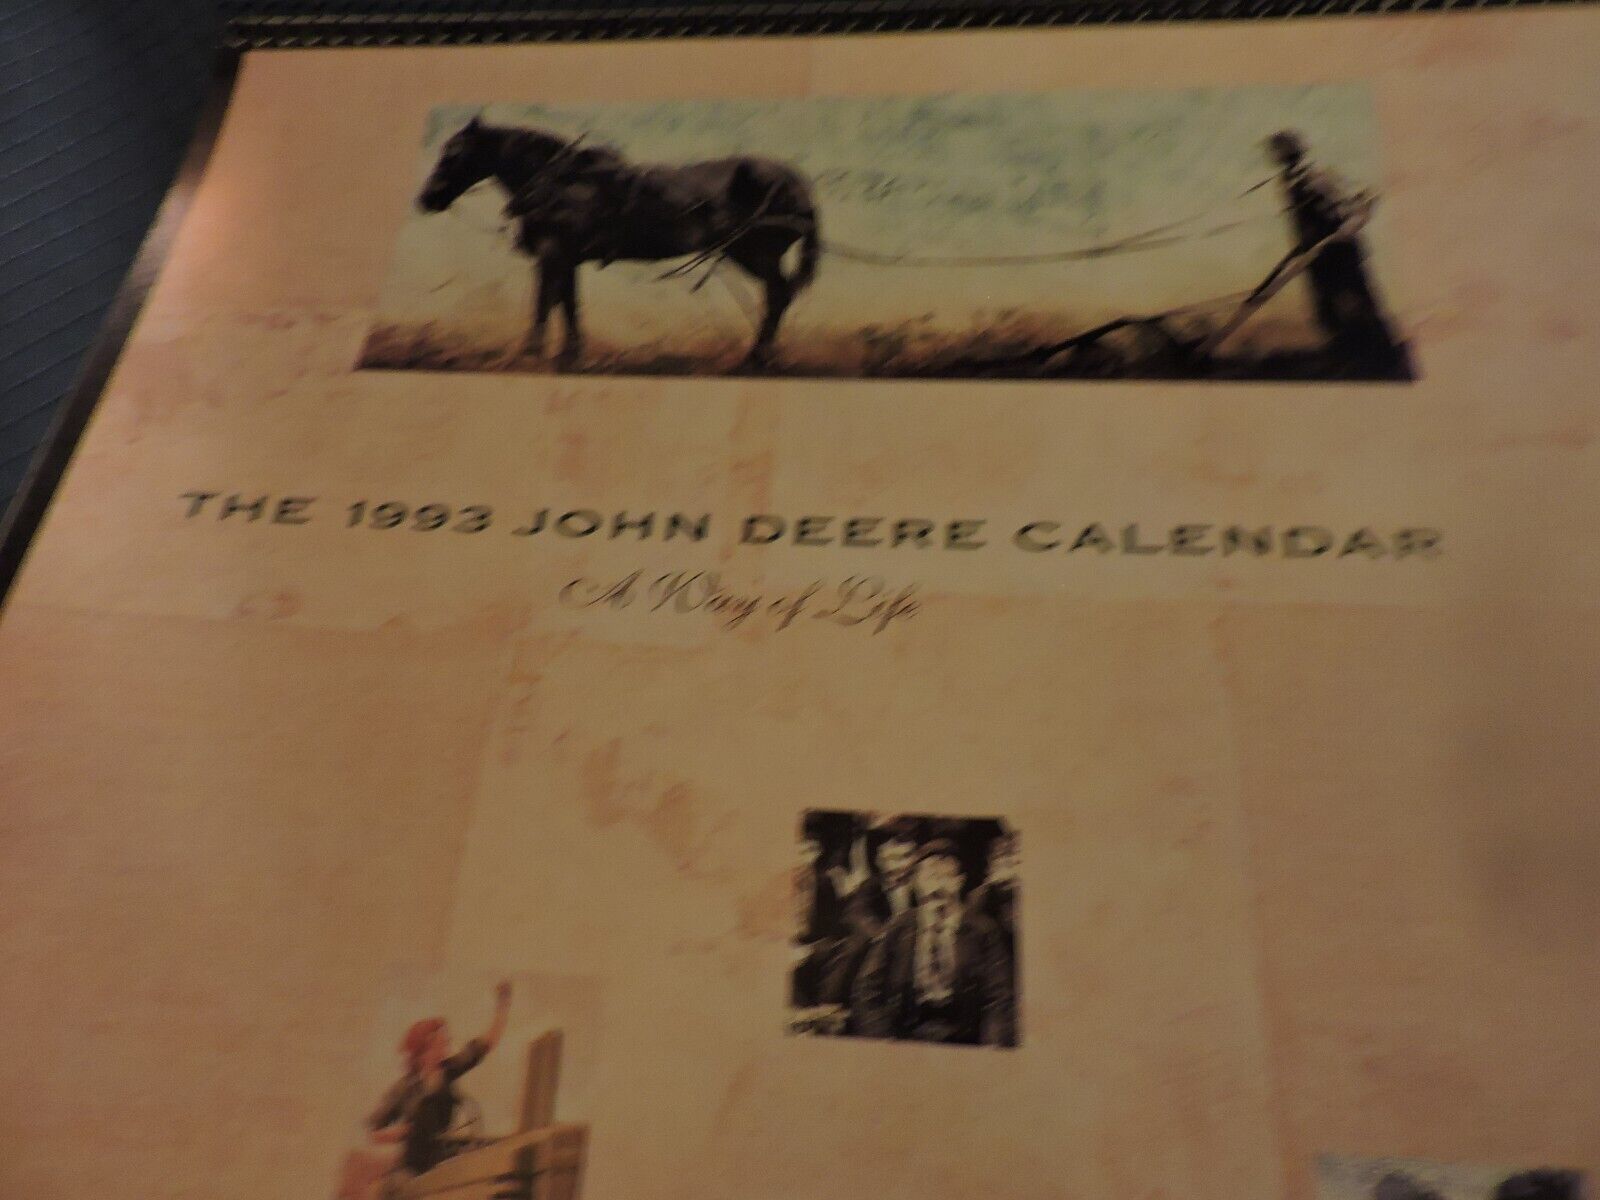 THE 1993 JOHN DEERE CALENDAR
A Way of Life